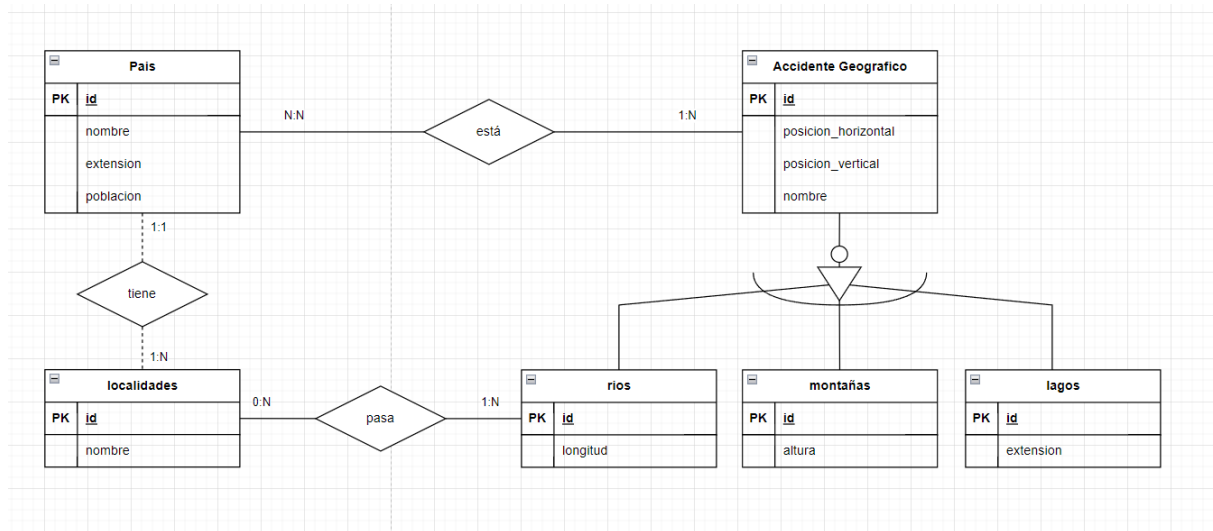 Pais
PK id
nombre
extension
poblacion
N:N
está
1:N
Accidente Geografico
PK id
posicion_horizontal
posicion_vertical
nombre
1:1
tiene
1:N
localidades
PK id
nombre
0:N
pasa
1:N
rios
PK id
longitud
montañas
PK id
altura
lagos
PK id
extension